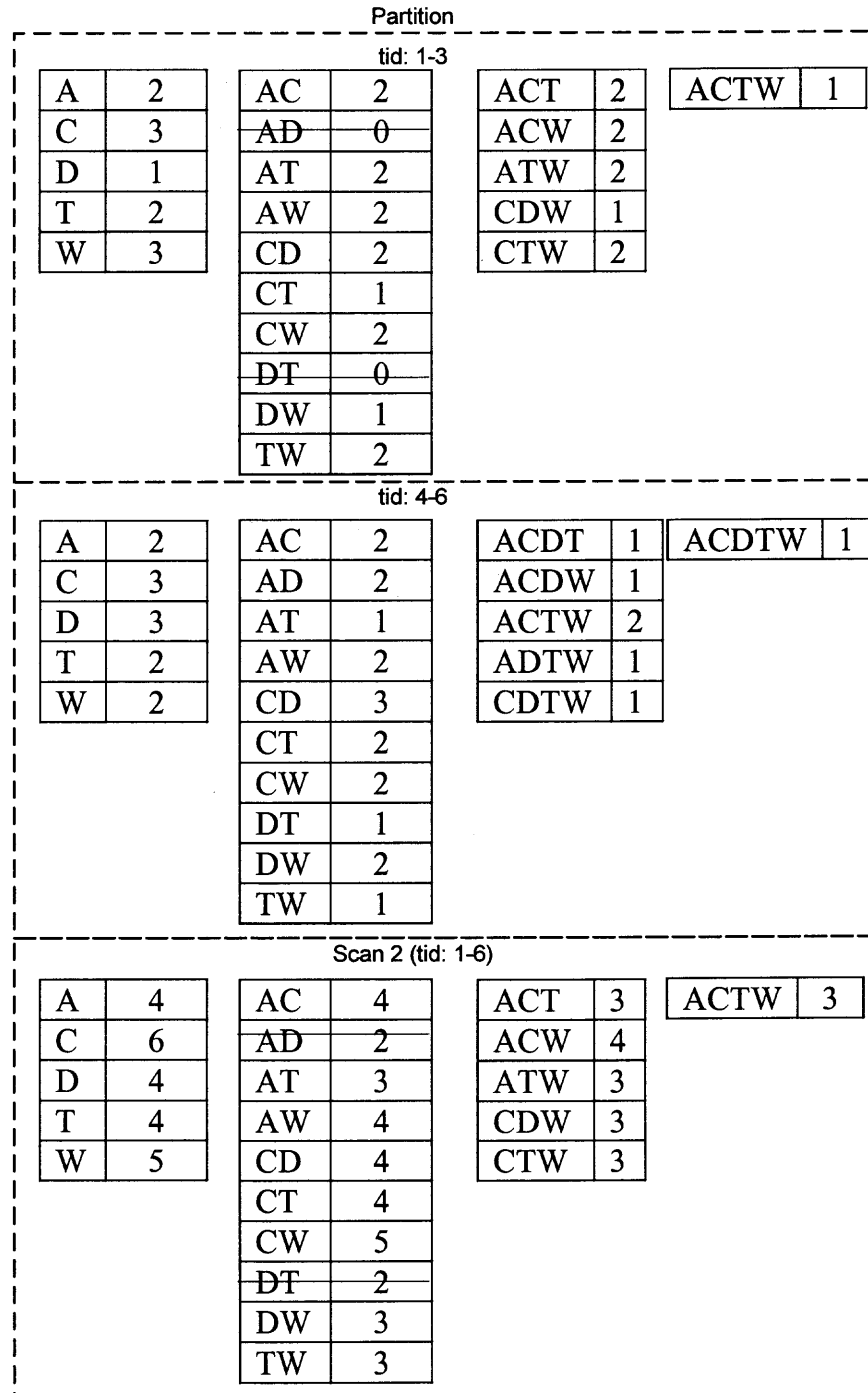 Partition
tid: 1-3
A 2 AC 2 ACT 2 ACTW 1
C 3 AD 0 ACW 2
D 1 AT 2 ATW 2
T 2 AW 2 CDW 1
W 3 CD 2 CTW 2
CT 1
CW 2
DT 0
DW 1
TW 2
tid: 4-6
A 2 AC 2 ACDT 1 ACDTW 1
C 3 AD 2 ACDW 1
D 3 AT 1 ACTW 2
T 2 AW 2 ADTW 1
W 2 CD 3 CDTW 1
CT 2
CW 2
DT 1
DW 2
TW 1
Scan 2 (tid: 1-6)
A 4 AC 4 ACT 3 ACTW 3
C 6 AD 2 ACW 4
D 4 AT 3 ATW 3
T 4 AW 4 CDW 3
W 5 CD 4 CTW 3
CT 4
CW 5
DT 2
DW 3
TW 3